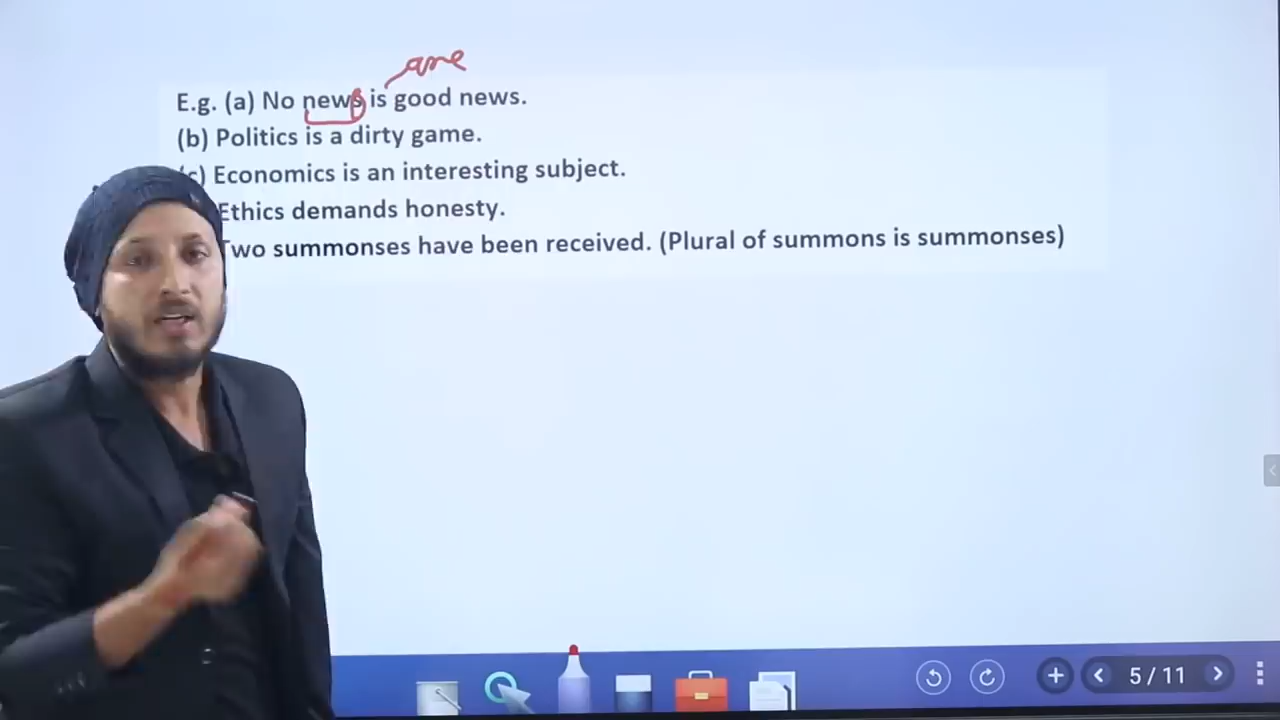 are
E.g. (a) No news is good news.
(b) Politics is a dirty game.
(c) Economics is an interesting subject.
Ethics demands honesty.
Two summonses have been received. (Plural of summons is summonses)
5 / 11